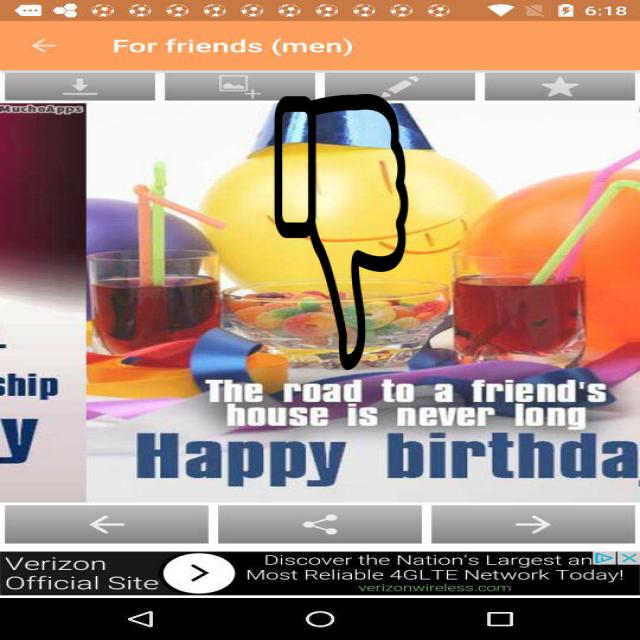 6:18
For friends (men)
MuchoApps
ship
y
The road to a friend's
house is never long
Happy birthda
Verizon
Official Site
Discover the Nation's Largest an
Most Reliable 4GLTE Network Today!
verizonwireless.com